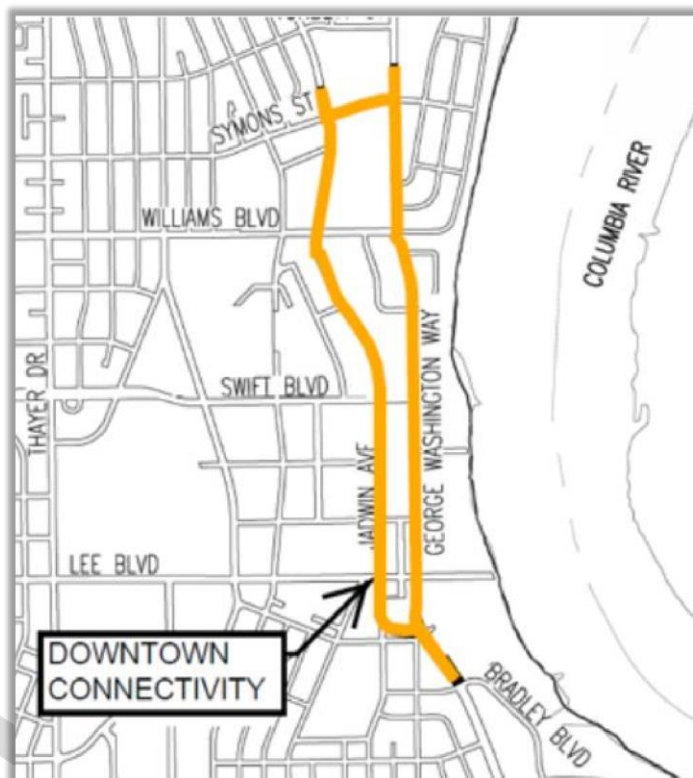 SYMONS ST
WILLIAMS BLVD
COLUMBIA RIVER
THAYER DR
SWIFT BLVD
GEORGE WASHINGTON WAY
JADWIN AVE
LEE BLVD
DOWNTOWN
CONNECTIVITY
BRADLEY BLVD